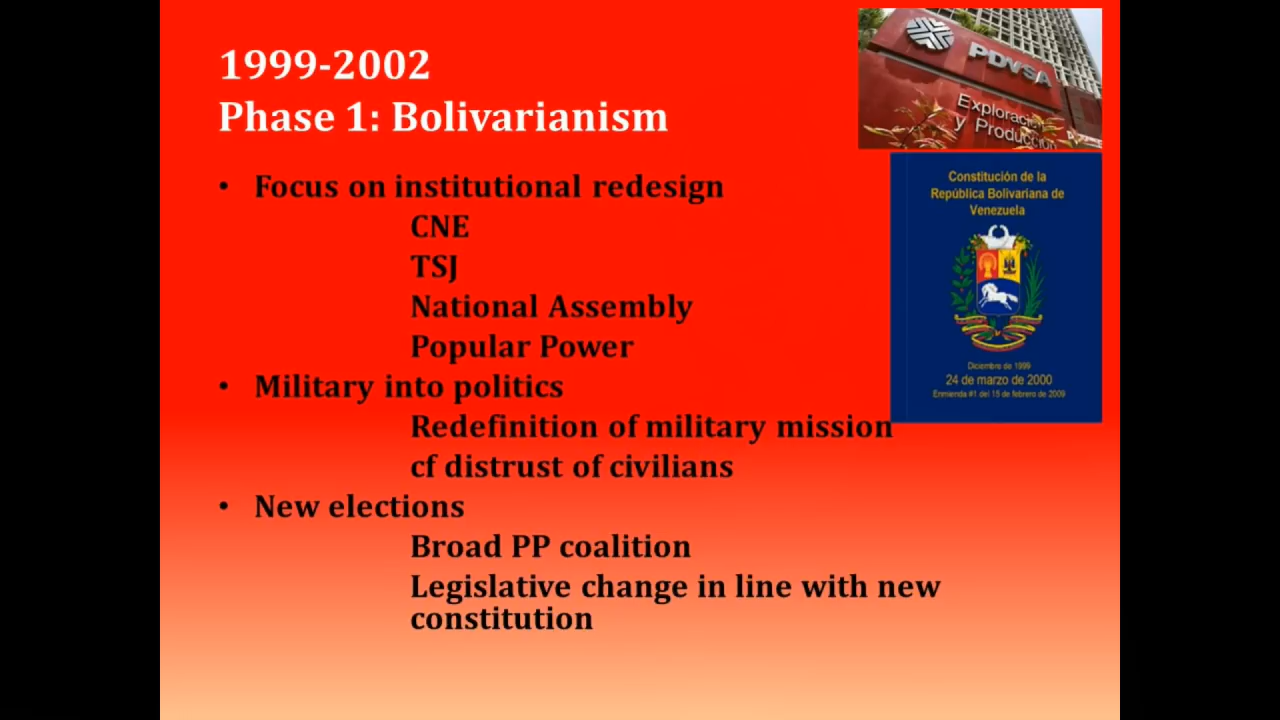 1999-2002
Phase 1: Bolivarianism
• Focus on institutional redesign
CNE
TSJ
National Assembly
Popular Power
• Military into politics
Redefinition of military mission
cf distrust of civilians
• New elections
Broad PP coalition
Legislative change in line with new
constitution
PDVSA
Exploración
y Producción
Constitución de la
República Bolivariana de
Venezuela
Diciembre de 1999
24 de marzo de 2000
Enmienda #1 del 15 de febrero de 2009